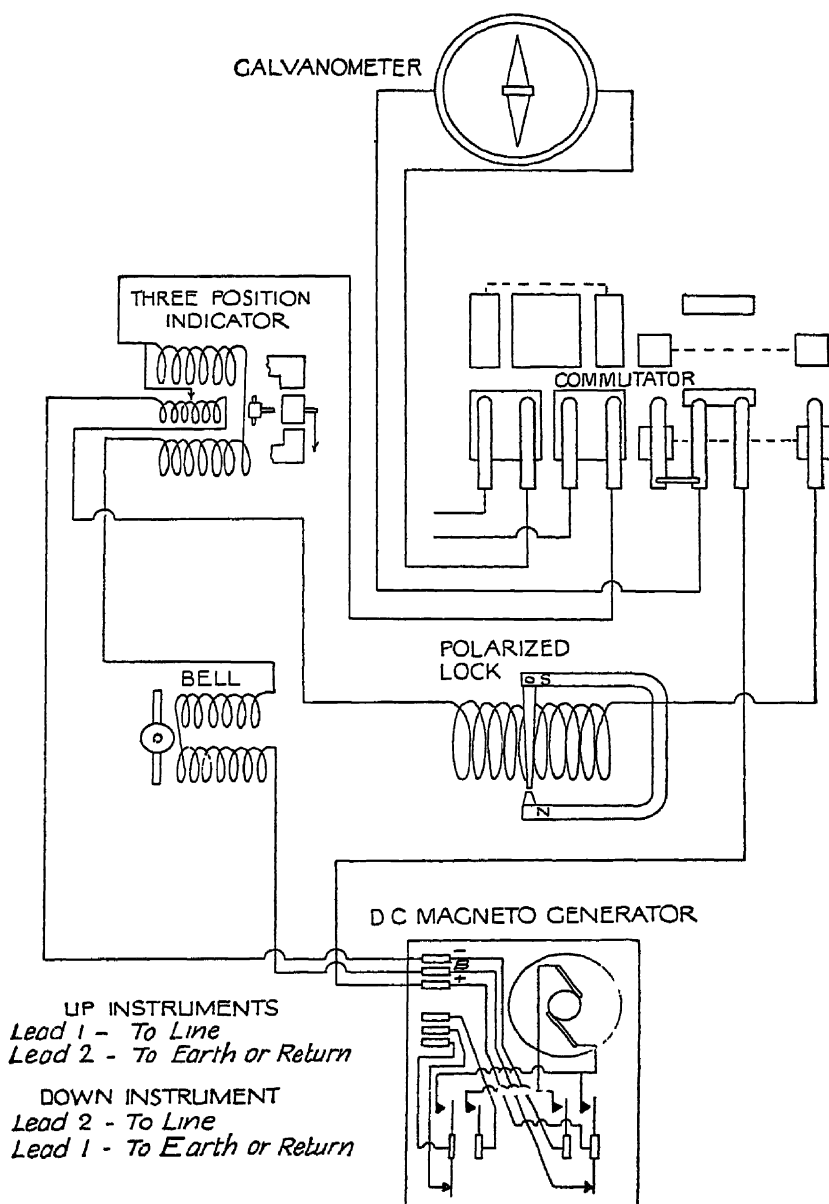 GALVANOMETER
THREE POSITION
INDICATOR
COMMUTATOR
POLARIZED
LOCK
S
N
BELL
D C MAGNETO GENERATOR
-
B
+
UP INSTRUMENTS
Lead 1 - To Line
Lead 2 - To Earth or Return
DOWN INSTRUMENT
Lead 2 - To Line
Lead 1 - To Earth or Return